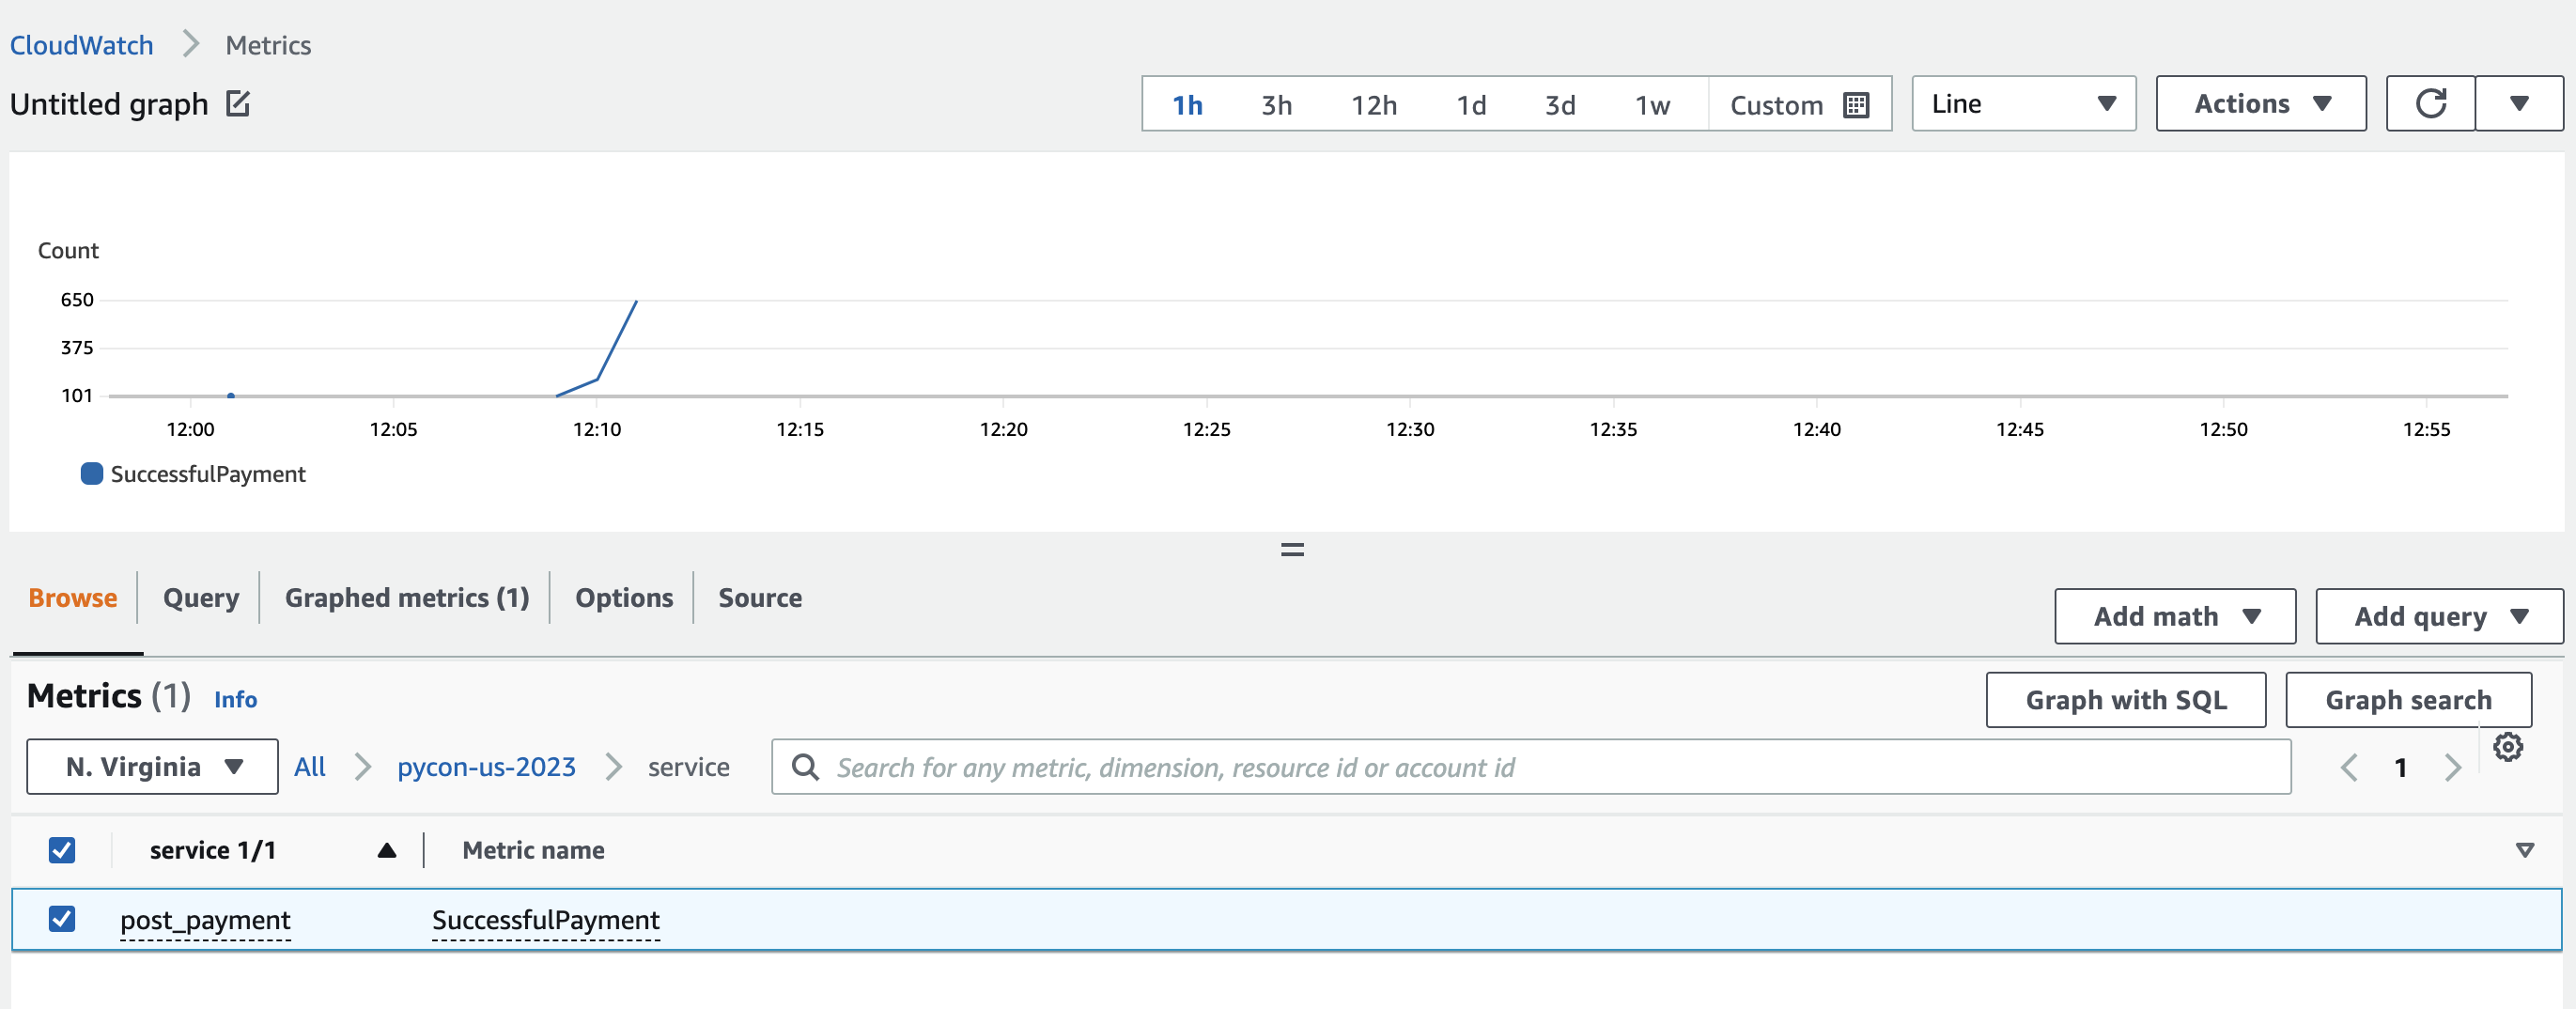 CloudWatch Metrics
Untitled graph
1h 3h 12h 1d 3d 1w Custom Line Actions
Count
650
375
101
12:00 12:05 12:10 12:15 12:20 12:25 12:30 12:35 12:40 12:45 12:50 12:55
SuccessfulPayment
Browse Query Graphed metrics (1) Options Source
Add math Add query
Metrics (1) Info
Graph with SQL Graph search
N. Virginia All pycon-us-2023 service Search for any metric, dimension, resource id or account id 1
service 1/1 Metric name
post_payment SuccessfulPayment